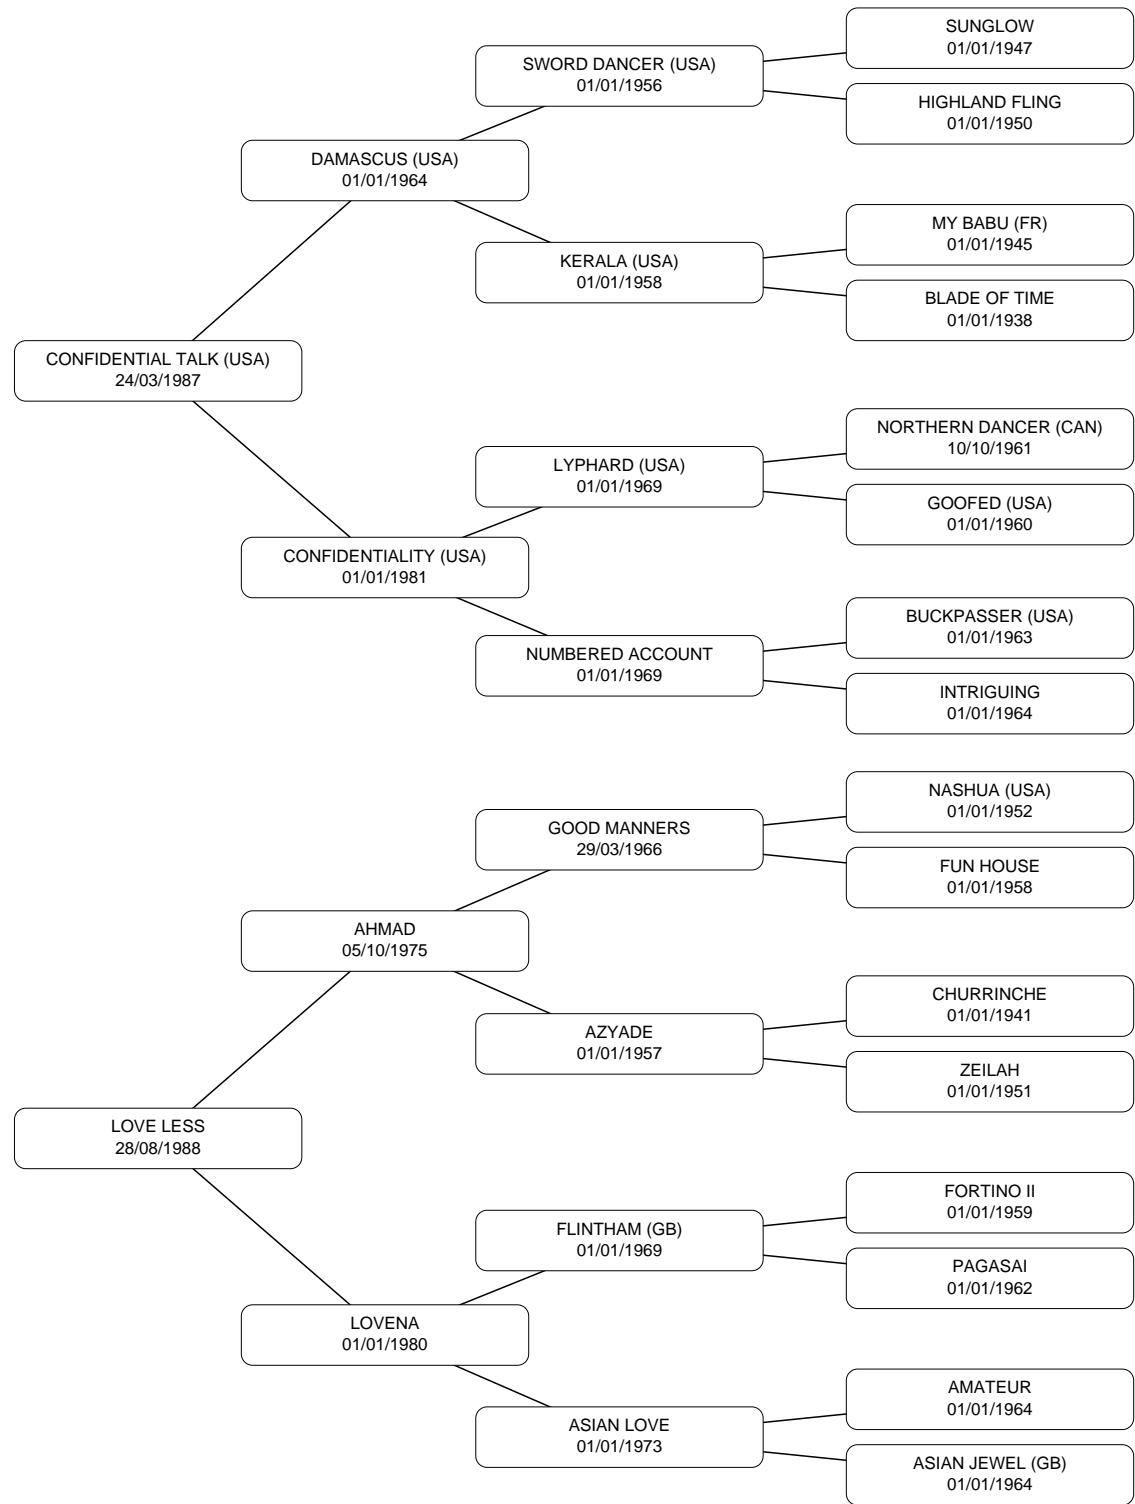 SUNGLOW
01/01/1947
SWORD DANCER (USA)
01/01/1956
HIGHLAND FLING
01/01/1950
DAMASCUS (USA)
01/01/1964
MY BABU (FR)
01/01/1945
KERALA (USA)
01/01/1958
BLADE OF TIME
01/01/1938
CONFIDENTIAL TALK (USA)
24/03/1987
NORTHERN DANCER (CAN)
10/10/1961
LYPHARD (USA)
01/01/1969
GOOFED (USA)
01/01/1960
CONFIDENTIALITY (USA)
01/01/1981
BUCKPASSER (USA)
01/01/1963
NUMBERED ACCOUNT
01/01/1969
INTRIGUING
01/01/1964
NASHUA (USA)
01/01/1952
GOOD MANNERS
29/03/1966
FUN HOUSE
01/01/1958
AHMAD
05/10/1975
CHURRINCHE
01/01/1941
AZYADE
01/01/1957
ZEILAH
01/01/1951
LOVE LESS
28/08/1988
FORTINO II
01/01/1959
FLINTHAM (GB)
01/01/1969
PAGASAI
01/01/1962
LOVENA
01/01/1980
AMATEUR
01/01/1964
ASIAN LOVE
01/01/1973
ASIAN JEWEL (GB)
01/01/1964